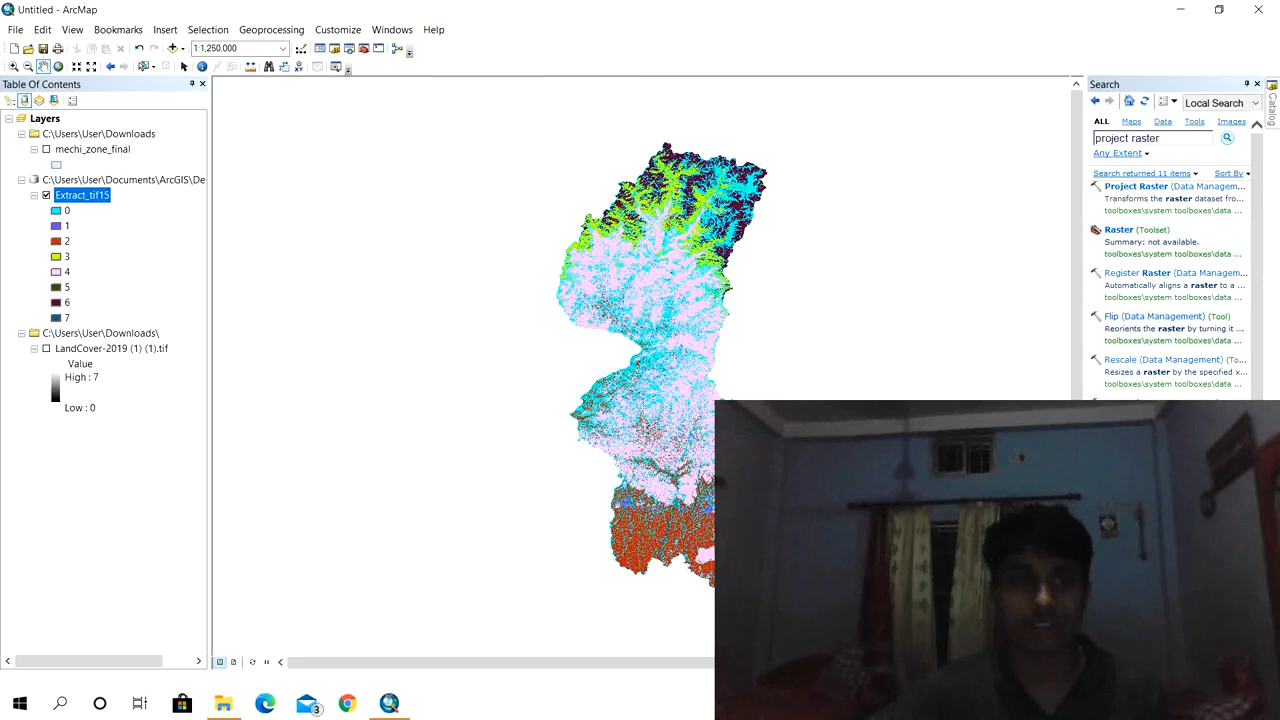 Untitled - ArcMap
File Edit View Bookmarks Insert Selection Geoprocessing Customize Windows Help
1:1,250,000
Table Of Contents
Layers
C:\Users\User\Downloads
mechi_zone_final
C:\Users\User\Documents\ArcGIS\De
Extract_tif15
0
1
2
3
4
5
6
7
C:\Users\User\Downloads\
LandCover-2019 (1) (1).tif
Value
High : 7
Low : 0
Search
Local Search
ALL Maps Data Tools Images
project raster
Any Extent
Search returned 11 items Sort By
Project Raster (Data Managem...
Transforms the raster dataset from...
toolboxes\system toolboxes\data ...
Raster (Toolset)
Summary: not available.
toolboxes\system toolboxes\data ...
Register Raster (Data Managem...
Automatically aligns a raster to a ...
toolboxes\system toolboxes\data ...
Flip (Data Management) (Tool)
Reorients the raster by turning it ...
toolboxes\system toolboxes\data ...
Rescale (Data Management) (To...
Resizes a raster by the specified x...
toolboxes\system toolboxes\data ...
Catalog
3